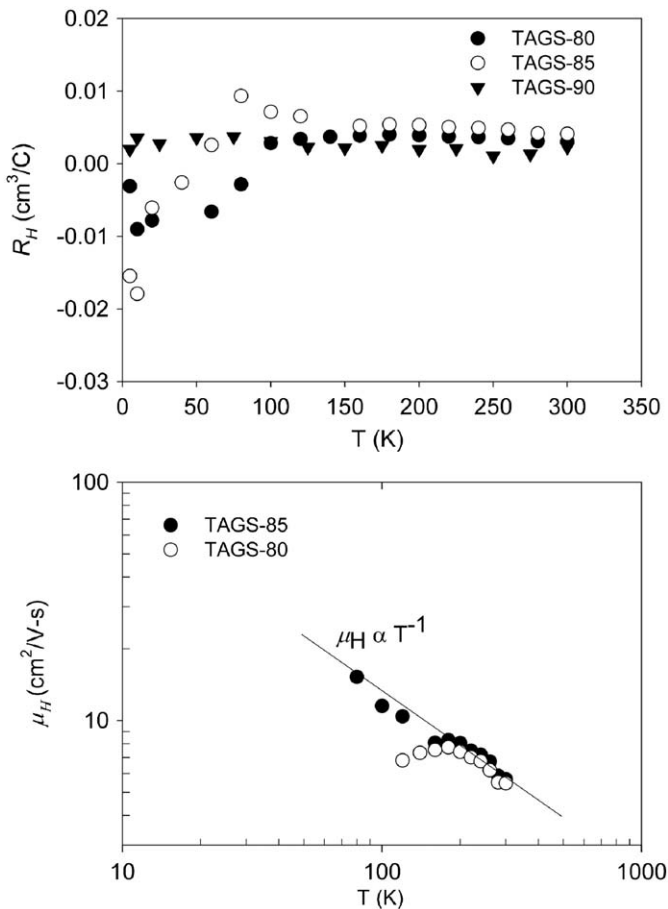 0.02
0.01
0.00
-0.01
-0.02
-0.03
R_H (cm³/C)
TAGS-80
TAGS-85
TAGS-90
0 50 100 150 200 250 300 350
T (K)
100
10
μ_H (cm²/V-s)
TAGS-85
TAGS-80
μH α T⁻¹
10 100 1000
T (K)